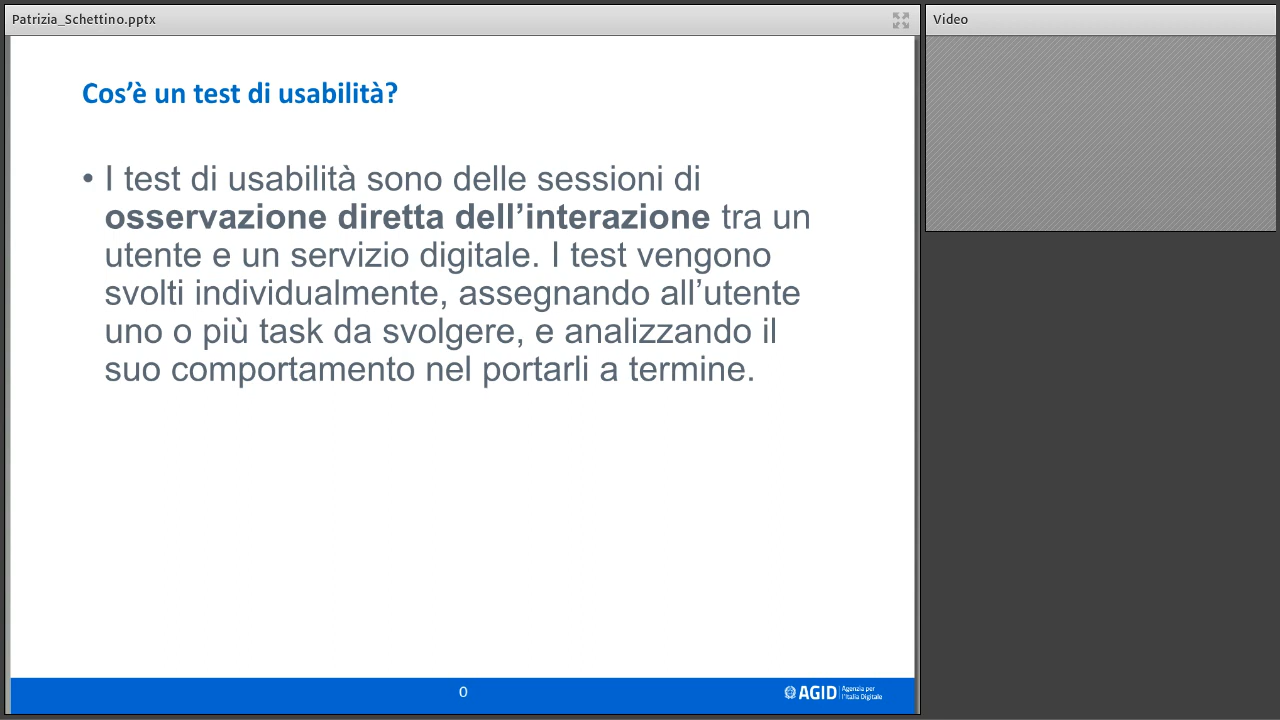 Patrizia_Schettino.pptx
Video
Cos’è un test di usabilità?
• I test di usabilità sono delle sessioni di
osservazione diretta dell’interazione tra un
utente e un servizio digitale. I test vengono
svolti individualmente, assegnando all’utente
uno o più task da svolgere, e analizzando il
suo comportamento nel portarli a termine.
0
AGID
Agenzia per
l’Italia Digitale